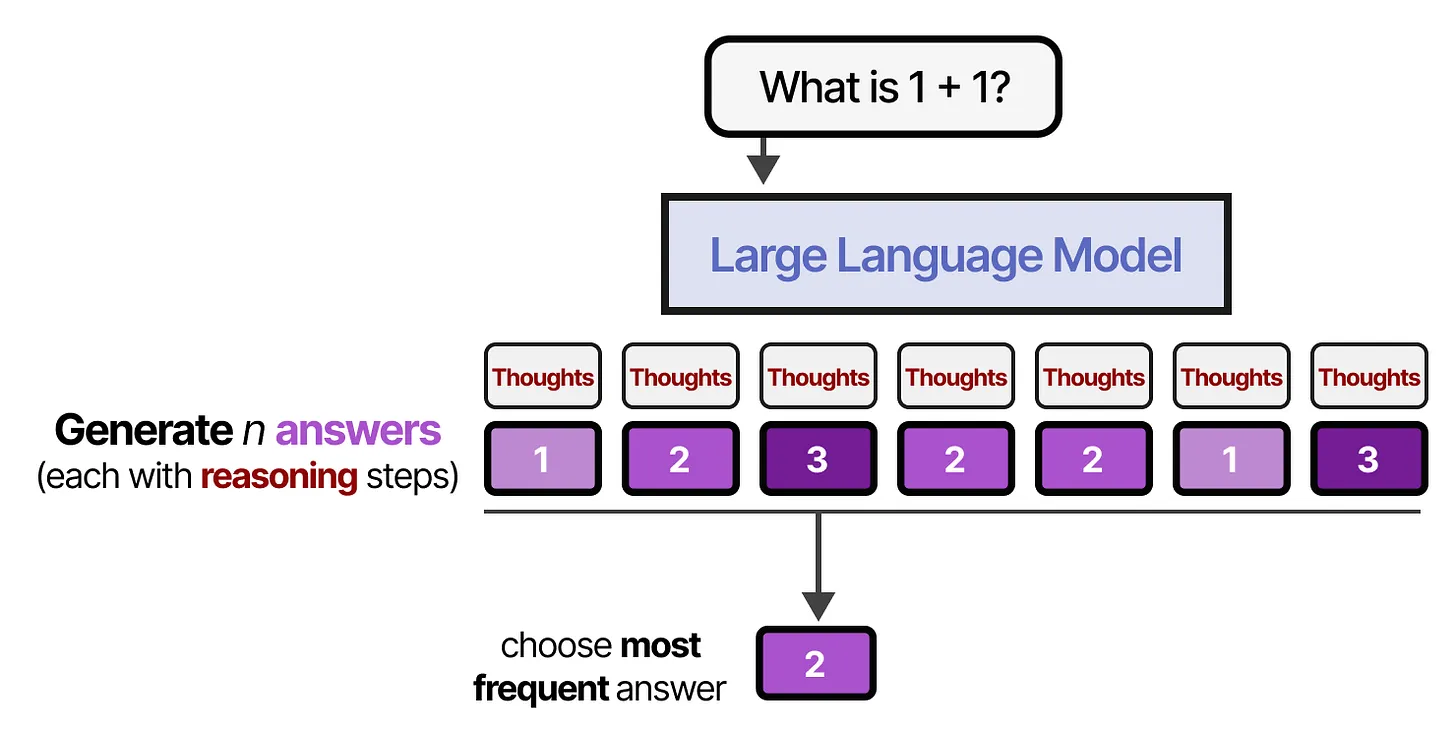 What is 1 + 1?
Large Language Model
Thoughts Thoughts Thoughts Thoughts Thoughts Thoughts Thoughts
Generate n answers
(each with reasoning steps)
1 2 3 2 2 1 3
choose most
frequent answer
2